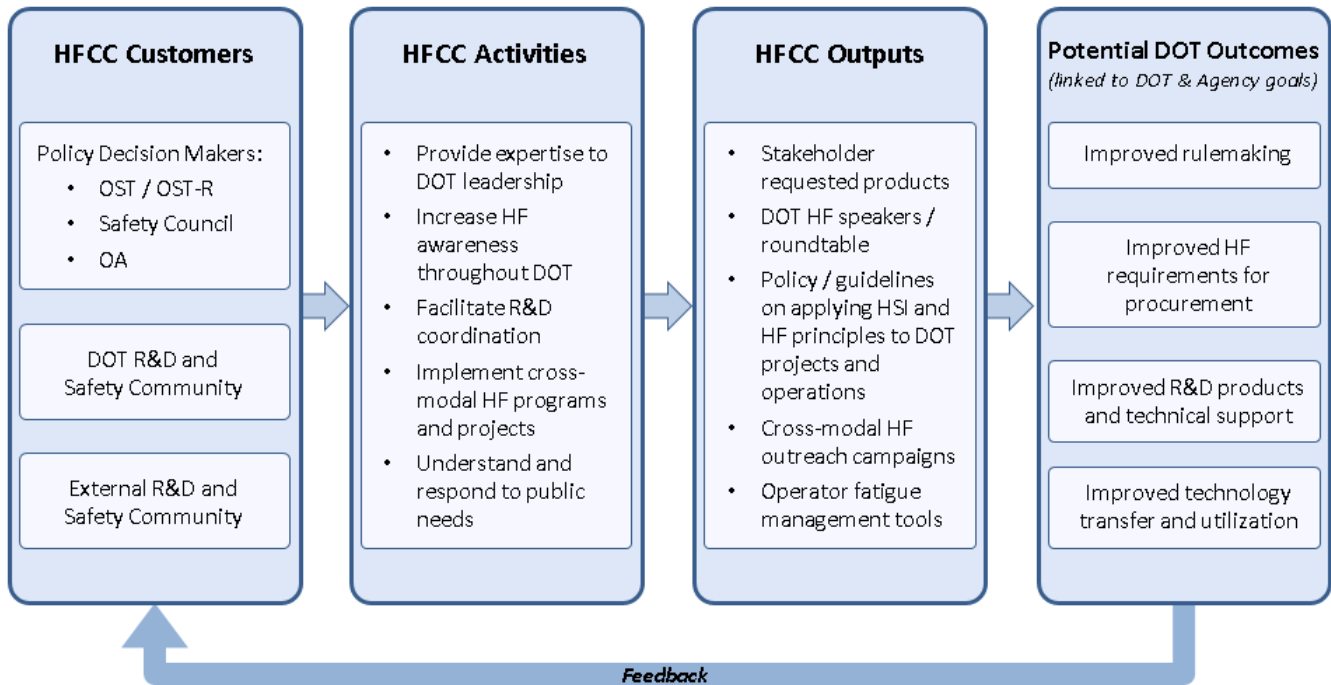 HFCC Customers
Policy Decision Makers:
• OST / OST-R
• Safety Council
• OA
DOT R&D and
Safety Community
External R&D and
Safety Community
HFCC Activities
• Provide expertise to
DOT leadership
• Increase HF
awareness
throughout DOT
• Facilitate R&D
coordination
• Implement cross-
modal HF programs
and projects
• Understand and
respond to public
needs
HFCC Outputs
• Stakeholder
requested products
• DOT HF speakers /
roundtable
• Policy / guidelines
on applying HSI and
HF principles to DOT
projects and
operations
• Cross-modal HF
outreach campaigns
• Operator fatigue
management tools
Potential DOT Outcomes
(linked to DOT & Agency goals)
Improved rulemaking
Improved HF
requirements for
procurement
Improved R&D products
and technical support
Improved technology
transfer and utilization
Feedback